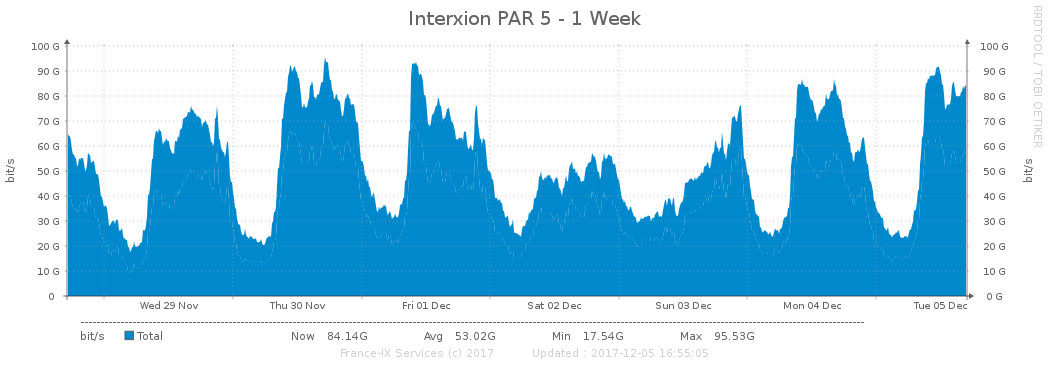 Interxion PAR 5 - 1 Week
RRDTOOL / TOBI OETIKER
bit/s
100 G 100 G
90 G 90 G
80 G 80 G
70 G 70 G
60 G 60 G
50 G 50 G
40 G 40 G
30 G 30 G
20 G 20 G
10 G 10 G
0 0 G
bit/s
Wed 29 Nov Thu 30 Nov Fri 01 Dec Sat 02 Dec Sun 03 Dec Mon 04 Dec Tue 05 Dec
bit/s Total Now 84.14G Avg 53.02G Min 17.54G Max 95.53G
France-IX Services (c) 2017 Updated : 2017-12-05 16:55:05